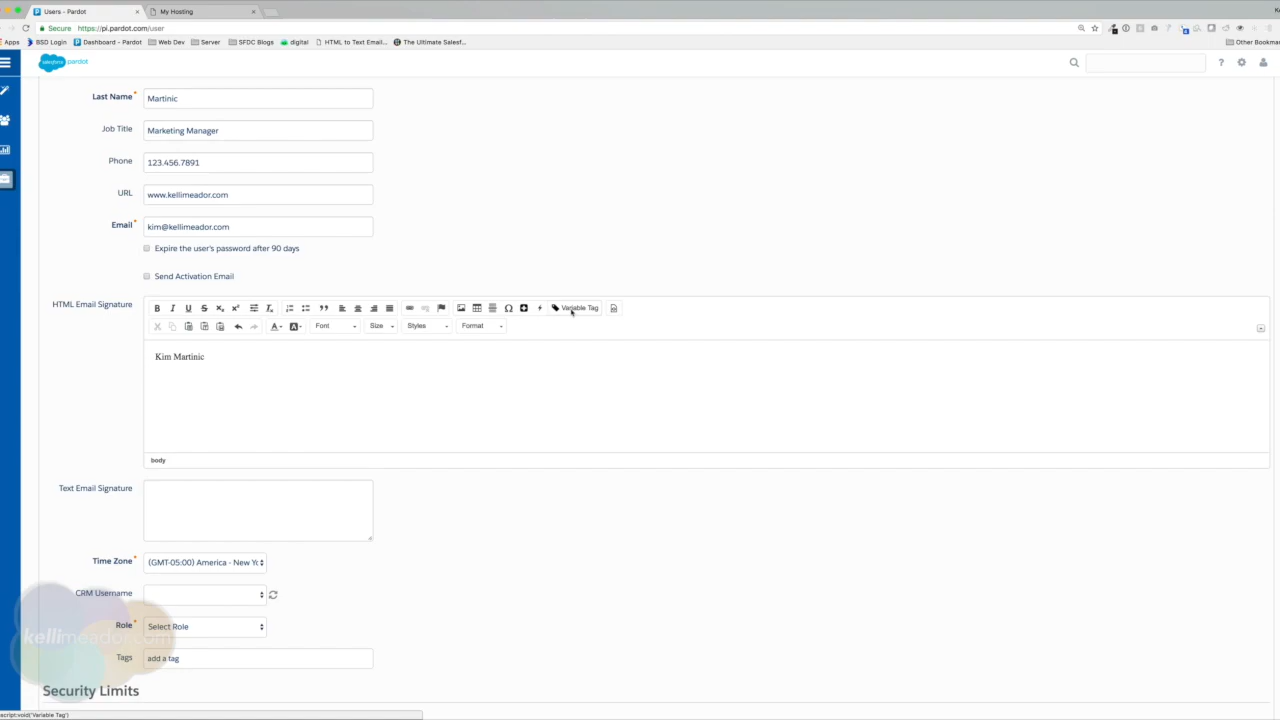 Users - Pardot
My Hosting
Secure
https://pi.pardot.com/user
Apps
BSD Login
Dashboard - Pardot
Web Dev
Server
SFDC Blogs
digital
HTML to Text Email...
The Ultimate Salesf...
Other Bookmar
salesforce pardot
Last Name*
Martinic
Job Title
Marketing Manager
Phone
123.456.7891
URL
www.kellimeador.com
Email*
kim@kellimeador.com
Expire the user's password after 90 days
Send Activation Email
HTML Email Signature
Variable Tag
Font
Size
Styles
Format
Kim Martinic
body
Text Email Signature
Time Zone*
(GMT-05:00) America - New Yo
CRM Username
Role*
Select Role
kellimeador.com
Tags
add a tag
Security Limits
script:void('Variable Tag')